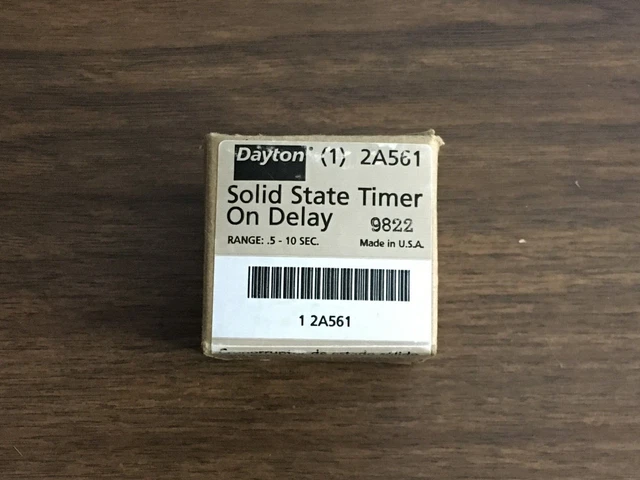 Dayton® (1) 2A561
Solid State Timer
On Delay 9822
RANGE: .5 - 10 SEC. Made in U.S.A.
1 2A561